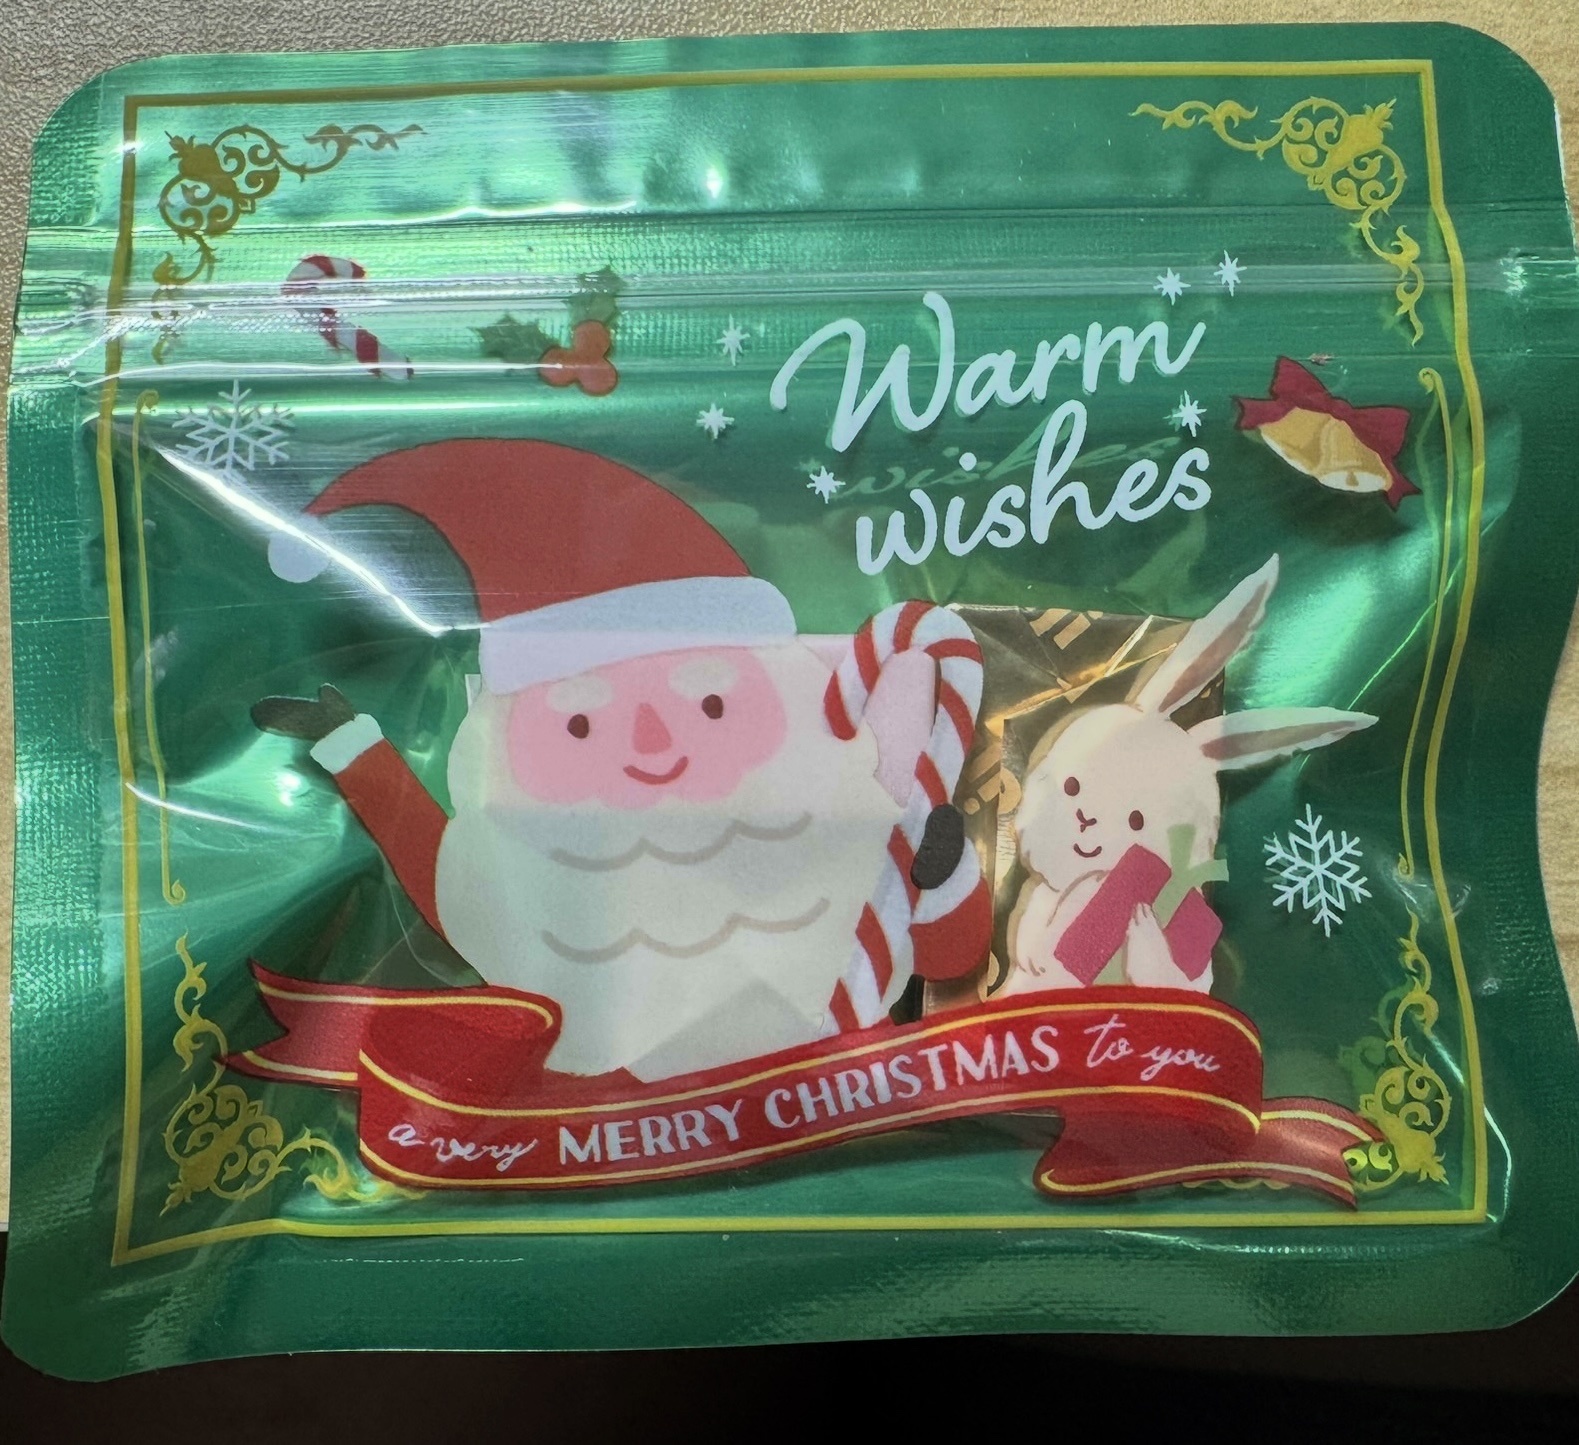 Warm
wishes
a very MERRY CHRISTMAS to you